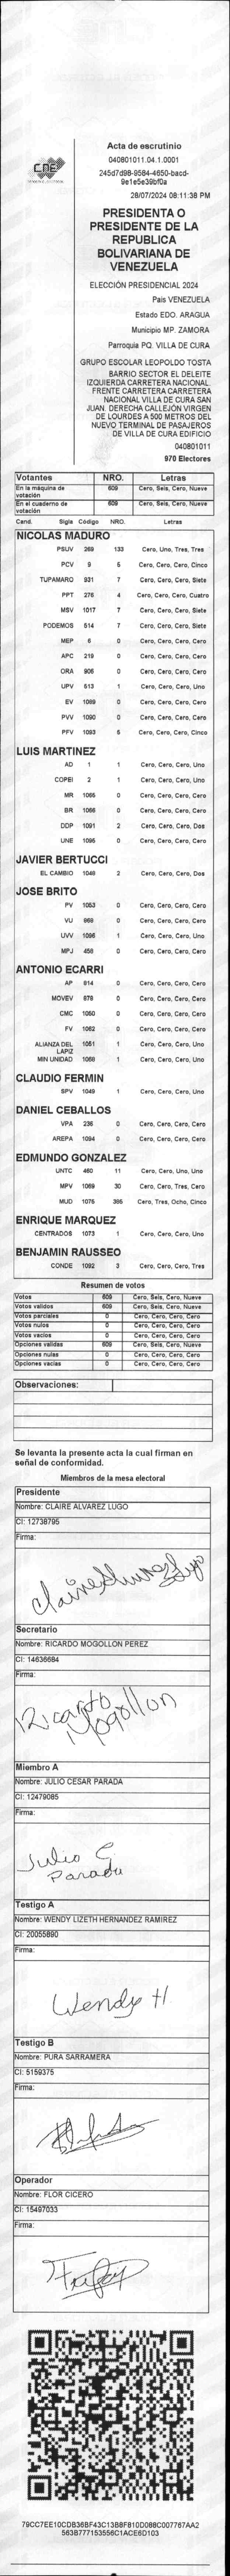 CNE
Acta de escrutinio
040801011.04.1.0001
245d7d98-9584-4650-bacd-
9e1e5e39bf0a
28/07/2024 08:11:38 PM
PRESIDENTA O
PRESIDENTE DE LA
REPUBLICA
BOLIVARIANA DE
VENEZUELA
ELECCIÓN PRESIDENCIAL 2024
País VENEZUELA
Estado EDO. ARAGUA
Municipio MP. ZAMORA
Parroquia PQ. VILLA DE CURA
GRUPO ESCOLAR LEOPOLDO TOSTA
BARRIO SECTOR EL DELEITE
IZQUIERDA CARRETERA NACIONAL.
FRENTE CARRETERA CARRETERA
NACIONAL VILLA DE CURA SAN
JUAN. DERECHA CALLEJÓN VIRGEN
DE LOURDES A 500 METROS DEL
NUEVO TERMINAL DE PASAJEROS
DE VILLA DE CURA EDIFICIO
040801011
970 Electores
Votantes NRO. Letras
En la máquina de votación 609 Cero, Seis, Cero, Nueve
En el cuaderno de votación 609 Cero, Seis, Cero, Nueve
Cand. Sigla Código NRO. Letras
NICOLAS MADURO
PSUV 269 133 Cero, Uno, Tres, Tres
PCV 9 5 Cero, Cero, Cero, Cinco
TUPAMARO 931 7 Cero, Cero, Cero, Siete
PPT 276 4 Cero, Cero, Cero, Cuatro
MSV 1017 7 Cero, Cero, Cero, Siete
PODEMOS 514 7 Cero, Cero, Cero, Siete
MEP 6 0 Cero, Cero, Cero, Cero
APC 219 0 Cero, Cero, Cero, Cero
ORA 906 0 Cero, Cero, Cero, Cero
UPV 513 1 Cero, Cero, Cero, Uno
EV 1089 0 Cero, Cero, Cero, Cero
PVV 1090 0 Cero, Cero, Cero, Cero
PFV 1093 5 Cero, Cero, Cero, Cinco
LUIS MARTINEZ
AD 1 1 Cero, Cero, Cero, Uno
COPEI 2 1 Cero, Cero, Cero, Uno
MR 1065 0 Cero, Cero, Cero, Cero
BR 1066 0 Cero, Cero, Cero, Cero
DDP 1091 2 Cero, Cero, Cero, Dos
UNE 1095 0 Cero, Cero, Cero, Cero
JAVIER BERTUCCI
EL CAMBIO 1048 2 Cero, Cero, Cero, Dos
JOSE BRITO
PV 1053 0 Cero, Cero, Cero, Cero
VU 868 0 Cero, Cero, Cero, Cero
UVV 1096 1 Cero, Cero, Cero, Uno
MPJ 458 0 Cero, Cero, Cero, Cero
ANTONIO ECARRI
AP 814 0 Cero, Cero, Cero, Cero
MOVEV 878 0 Cero, Cero, Cero, Cero
CMC 1050 0 Cero, Cero, Cero, Cero
FV 1062 0 Cero, Cero, Cero, Cero
ALIANZA DEL LAPIZ 1051 1 Cero, Cero, Cero, Uno
MIN UNIDAD 1068 1 Cero, Cero, Cero, Uno
CLAUDIO FERMIN
SPV 1049 1 Cero, Cero, Cero, Uno
DANIEL CEBALLOS
VPA 236 0 Cero, Cero, Cero, Cero
AREPA 1094 0 Cero, Cero, Cero, Cero
EDMUNDO GONZALEZ
UNTC 460 11 Cero, Cero, Uno, Uno
MPV 1069 30 Cero, Cero, Tres, Cero
MUD 1075 385 Cero, Tres, Ocho, Cinco
ENRIQUE MARQUEZ
CENTRADOS 1073 1 Cero, Cero, Cero, Uno
BENJAMIN RAUSSEO
CONDE 1092 3 Cero, Cero, Cero, Tres
Resumen de votos
Votos 609 Cero, Seis, Cero, Nueve
Votos válidos 609 Cero, Seis, Cero, Nueve
Votos parciales 0 Cero, Cero, Cero, Cero
Votos nulos 0 Cero, Cero, Cero, Cero
Votos vacíos 0 Cero, Cero, Cero, Cero
Opciones válidas 609 Cero, Seis, Cero, Nueve
Opciones nulas 0 Cero, Cero, Cero, Cero
Opciones vacías 0 Cero, Cero, Cero, Cero
Observaciones:
Se levanta la presente acta la cual firman en
señal de conformidad.
Miembros de la mesa electoral
Presidente
Nombre: CLAIRE ALVAREZ LUGO
CI: 12738795
Firma:
Secretario
Nombre: RICARDO MOGOLLON PEREZ
CI: 14636684
Firma:
Ricardo
Mogollon
Miembro A
Nombre: JULIO CESAR PARADA
CI: 12479085
Firma:
Julio C
Parada
Testigo A
Nombre: WENDY LIZETH HERNANDEZ RAMIREZ
CI: 20055890
Firma:
Wendy H
Testigo B
Nombre: PURA SARRAMERA
CI: 5159375
Firma:
Operador
Nombre: FLOR CICERO
CI: 15497033
Firma:
79CC7EE10CDB36BF43C13B8F810D088C007767AA2
563B777153556C1ACE6D103